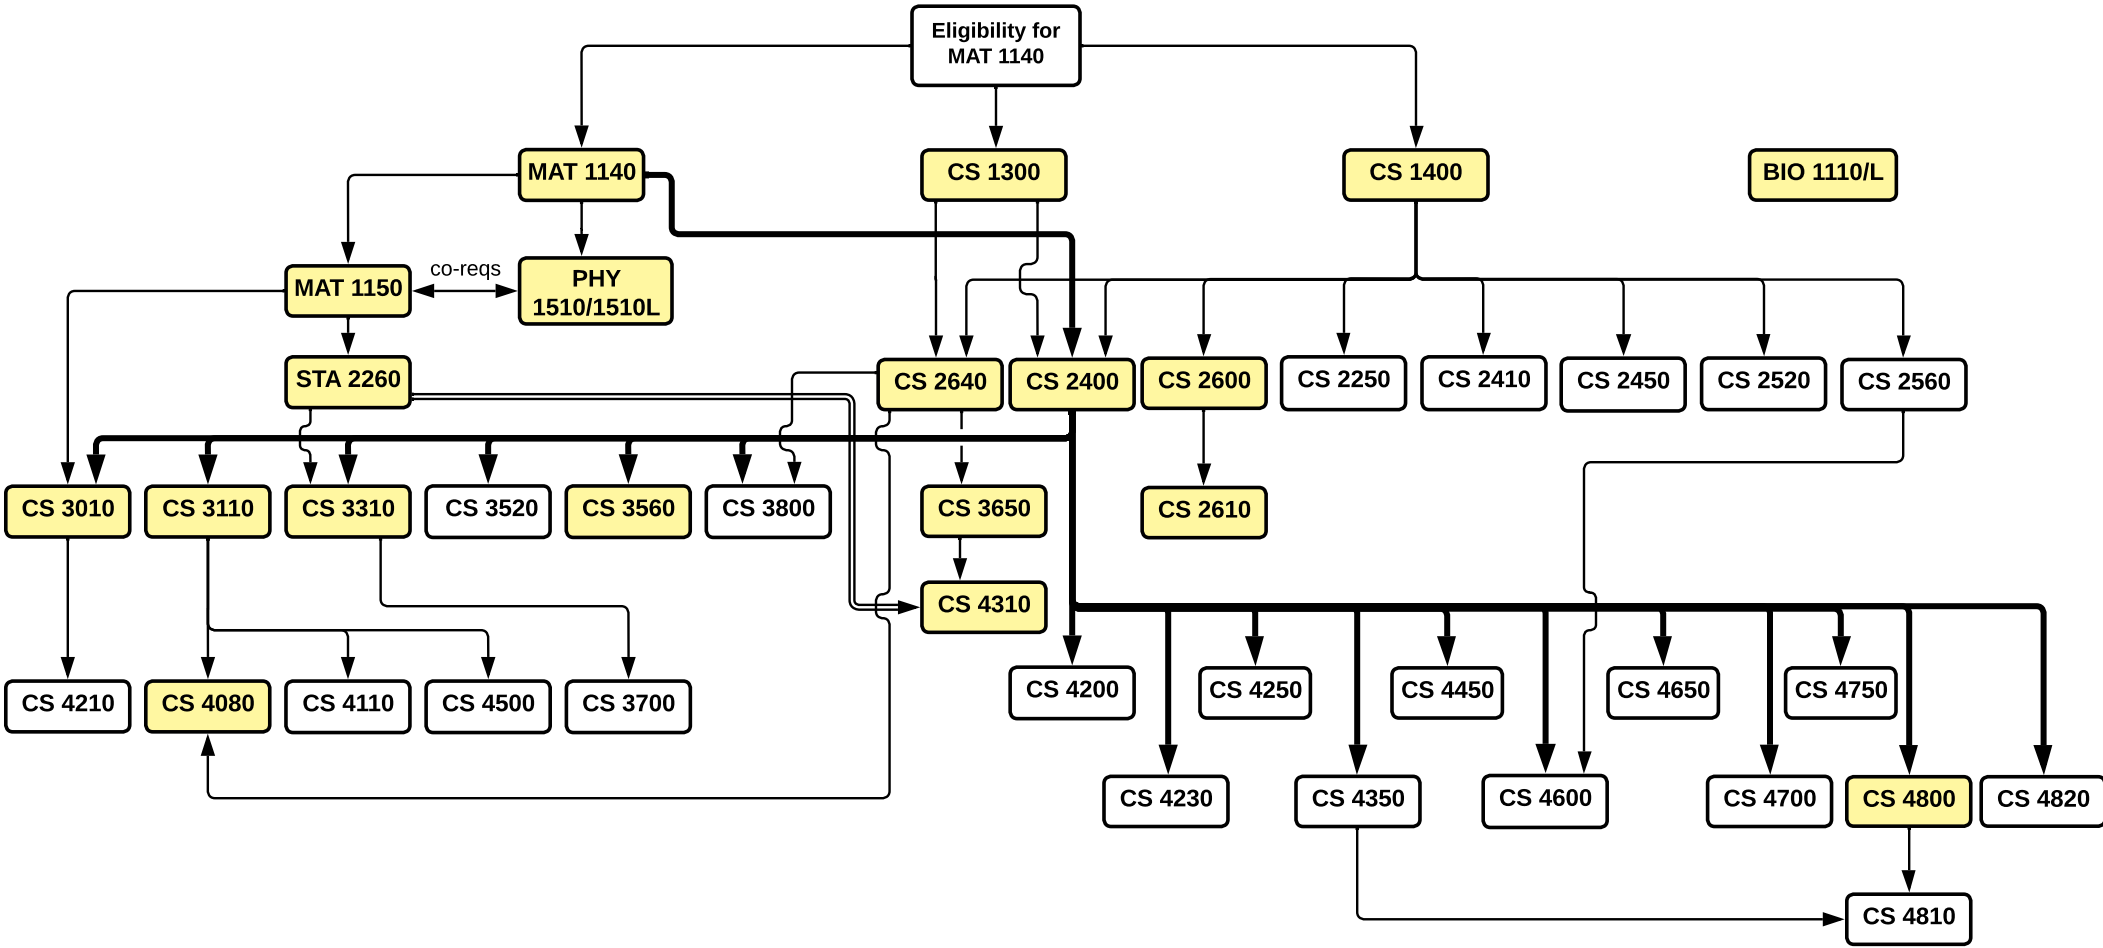 Eligibility for
MAT 1140
MAT 1140
CS 1300
CS 1400
BIO 1110/L
MAT 1150
co-reqs
PHY
1510/1510L
STA 2260
CS 2640
CS 2400
CS 2600
CS 2250
CS 2410
CS 2450
CS 2520
CS 2560
CS 3010
CS 3110
CS 3310
CS 3520
CS 3560
CS 3800
CS 3650
CS 2610
CS 4310
CS 4210
CS 4080
CS 4110
CS 4500
CS 3700
CS 4200
CS 4250
CS 4450
CS 4650
CS 4750
CS 4230
CS 4350
CS 4600
CS 4700
CS 4800
CS 4820
CS 4810